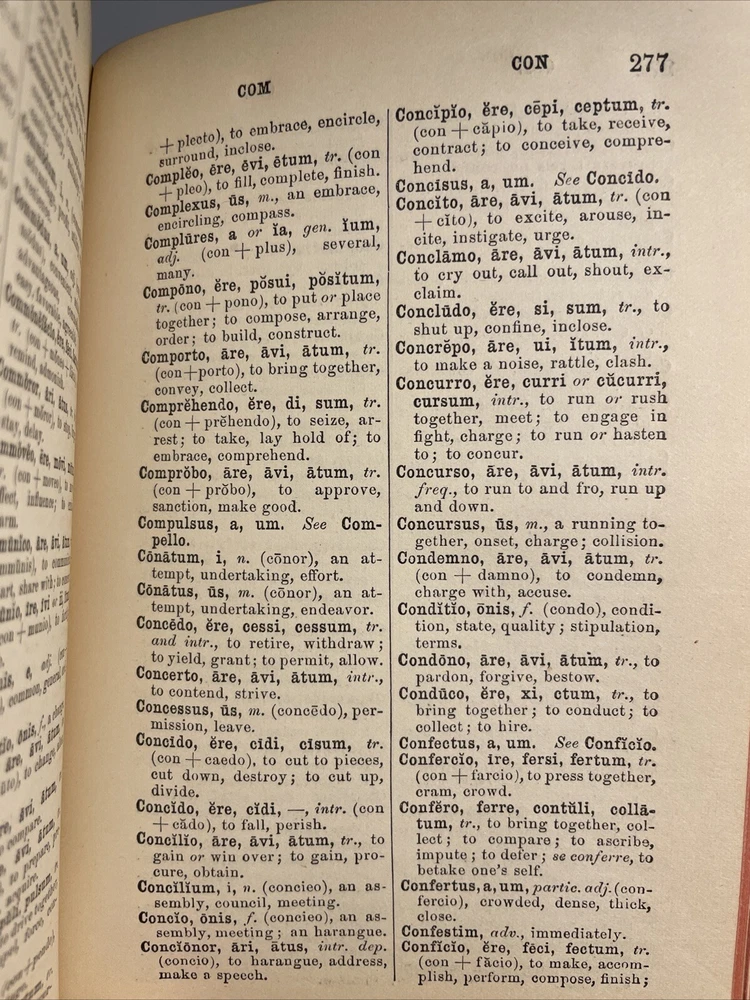 COM
CON 277
+ plecto), to embrace, encircle,
surround, inclose.
Complĕo, ēre, ēvi, ētum, tr. (con
+ pleo), to fill, complete, finish.
Complexus, ūs, m., an embrace,
encircling, compass.
Complūres, a or ĭa, gen. ĭum,
adj. (con + plus), several,
many.
Compōno, ĕre, pŏsui, pŏsĭtum,
tr. (con + pono), to put or place
together; to compose, arrange,
order; to build, construct.
Comporto, āre, āvi, ātum, tr.
(con+porto), to bring together,
convey, collect.
Comprĕhendo, ĕre, di, sum, tr.
(con + prĕhendo), to seize, ar-
rest; to take, lay hold of; to
embrace, comprehend.
Comprŏbo, āre, āvi, ātum, tr.
(con + prŏbo), to approve,
sanction, make good.
Compulsus, a, um. See Com-
pello.
Cōnātum, i, n. (cōnor), an at-
tempt, undertaking, effort.
Cōnātus, ūs, m. (cōnor), an at-
tempt, undertaking, endeavor.
Concēdo, ĕre, cessi, cessum, tr.
and intr., to retire, withdraw;
to yield, grant; to permit, allow.
Concerto, āre, āvi, ātum, intr.,
to contend, strive.
Concessus, ūs, m. (concēdo), per-
mission, leave.
Concīdo, ĕre, cīdi, cīsum, tr.
(con + caedo), to cut to pieces,
cut down, destroy; to cut up,
divide.
Concĭdo, ĕre, cĭdi, —, intr. (con
+ cădo), to fall, perish.
Concĭlio, āre, āvi, ātum, tr., to
gain or win over; to gain, pro-
cure, obtain.
Concĭlĭum, i, n. (concieo), an as-
sembly, council, meeting.
Concio, ōnis, f. (concieo), an as-
sembly, meeting; an harangue.
Concĭōnor, āri, ātus, intr. dep.
(concio), to harangue, address,
make a speech.
Concĭpĭo, ĕre, cēpi, ceptum, tr.
(con + căpio), to take, receive,
contract; to conceive, compre-
hend.
Concīsus, a, um. See Concīdo.
Concĭto, āre, āvi, ātum, tr. (con
+ cĭto), to excite, arouse, in-
cite, instigate, urge.
Conclāmo, āre, āvi, ātum, intr.,
to cry out, call out, shout, ex-
claim.
Conclūdo, ĕre, si, sum, tr., to
shut up, confine, inclose.
Concrĕpo, āre, ui, ĭtum, intr.,
to make a noise, rattle, clash.
Concurro, ĕre, curri or cŭcurri,
cursum, intr., to run or rush
together, meet; to engage in
fight, charge; to run or hasten
to; to concur.
Concurso, āre, āvi, ātum, intr.
freq., to run to and fro, run up
and down.
Concursus, ūs, m., a running to-
gether, onset, charge; collision.
Condemno, āre, āvi, ātum, tr.
(con + damno), to condemn,
charge with, accuse.
Condĭtĭo, ōnis, f. (condo), condi-
tion, state, quality; stipulation,
terms.
Condōno, āre, āvi, ātum, tr., to
pardon, forgive, bestow.
Condūco, ĕre, xi, ctum, tr., to
bring together; to conduct; to
collect; to hire.
Confectus, a, um. See Confĭcĭo.
Confercio, īre, fersi, fertum, tr.
(con + farcio), to press together,
cram, crowd.
Confĕro, ferre, contŭli, collā-
tum, tr., to bring together, col-
lect; to compare; to ascribe,
impute; to defer; se conferre, to
betake one's self.
Confertus, a, um, partic. adj. (con-
fercio), crowded, dense, thick,
close.
Confestim, adv., immediately.
Confĭcĭo, ĕre, fēci, fectum, tr.
(con + făcio), to make, accom-
plish, perform, compose, finish;